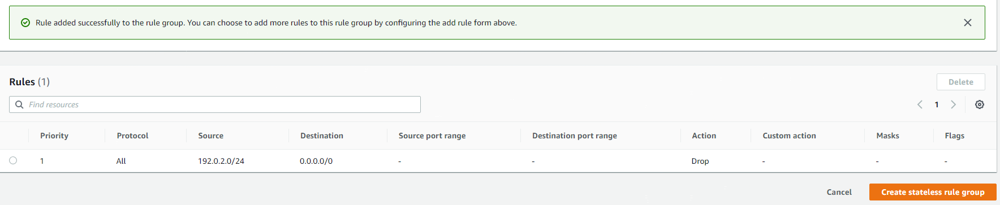 Rule added successfully to the rule group. You can choose to add more rules to this rule group by configuring the add rule form above.
Rules (1)
Delete
Find resources
1
Priority Protocol Source Destination Source port range Destination port range Action Custom action Masks Flags
1 All 192.0.2.0/24 0.0.0.0/0 - - Drop - - -
Cancel Create stateless rule group